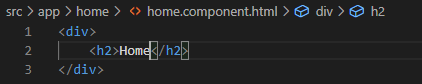 src > app > home > home.component.html > div > h2
1 <div>
2 <h2>Home</h2>
3 </div>